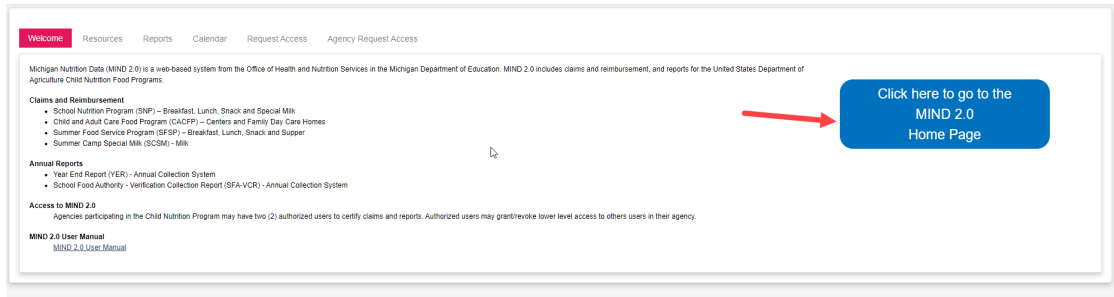 Welcome Resources Reports Calendar Request Access Agency Request Access
Michigan Nutrition Data (MIND 2.0) is a web-based system from the Office of Health and Nutrition Services in the Michigan Department of Education. MIND 2.0 includes claims and reimbursement, and reports for the United States Department of
Agriculture Child Nutrition Food Programs.
Claims and Reimbursement
• School Nutrition Program (SNP) – Breakfast, Lunch, Snack and Special Milk
• Child and Adult Care Food Program (CACFP) – Centers and Family Day Care Homes
• Summer Food Service Program (SFSP) – Breakfast, Lunch, Snack and Supper
• Summer Camp Special Milk (SCSM) - Milk
Annual Reports
• Year End Report (YER) - Annual Collection System
• School Food Authority - Verification Collection Report (SFA-VCR) - Annual Collection System
Access to MIND 2.0
Agencies participating in the Child Nutrition Program may have two (2) authorized users to certify claims and reports. Authorized users may grant/revoke lower level access to others users in their agency.
MIND 2.0 User Manual
MIND 2.0 User Manual
Click here to go to the
MIND 2.0
Home Page